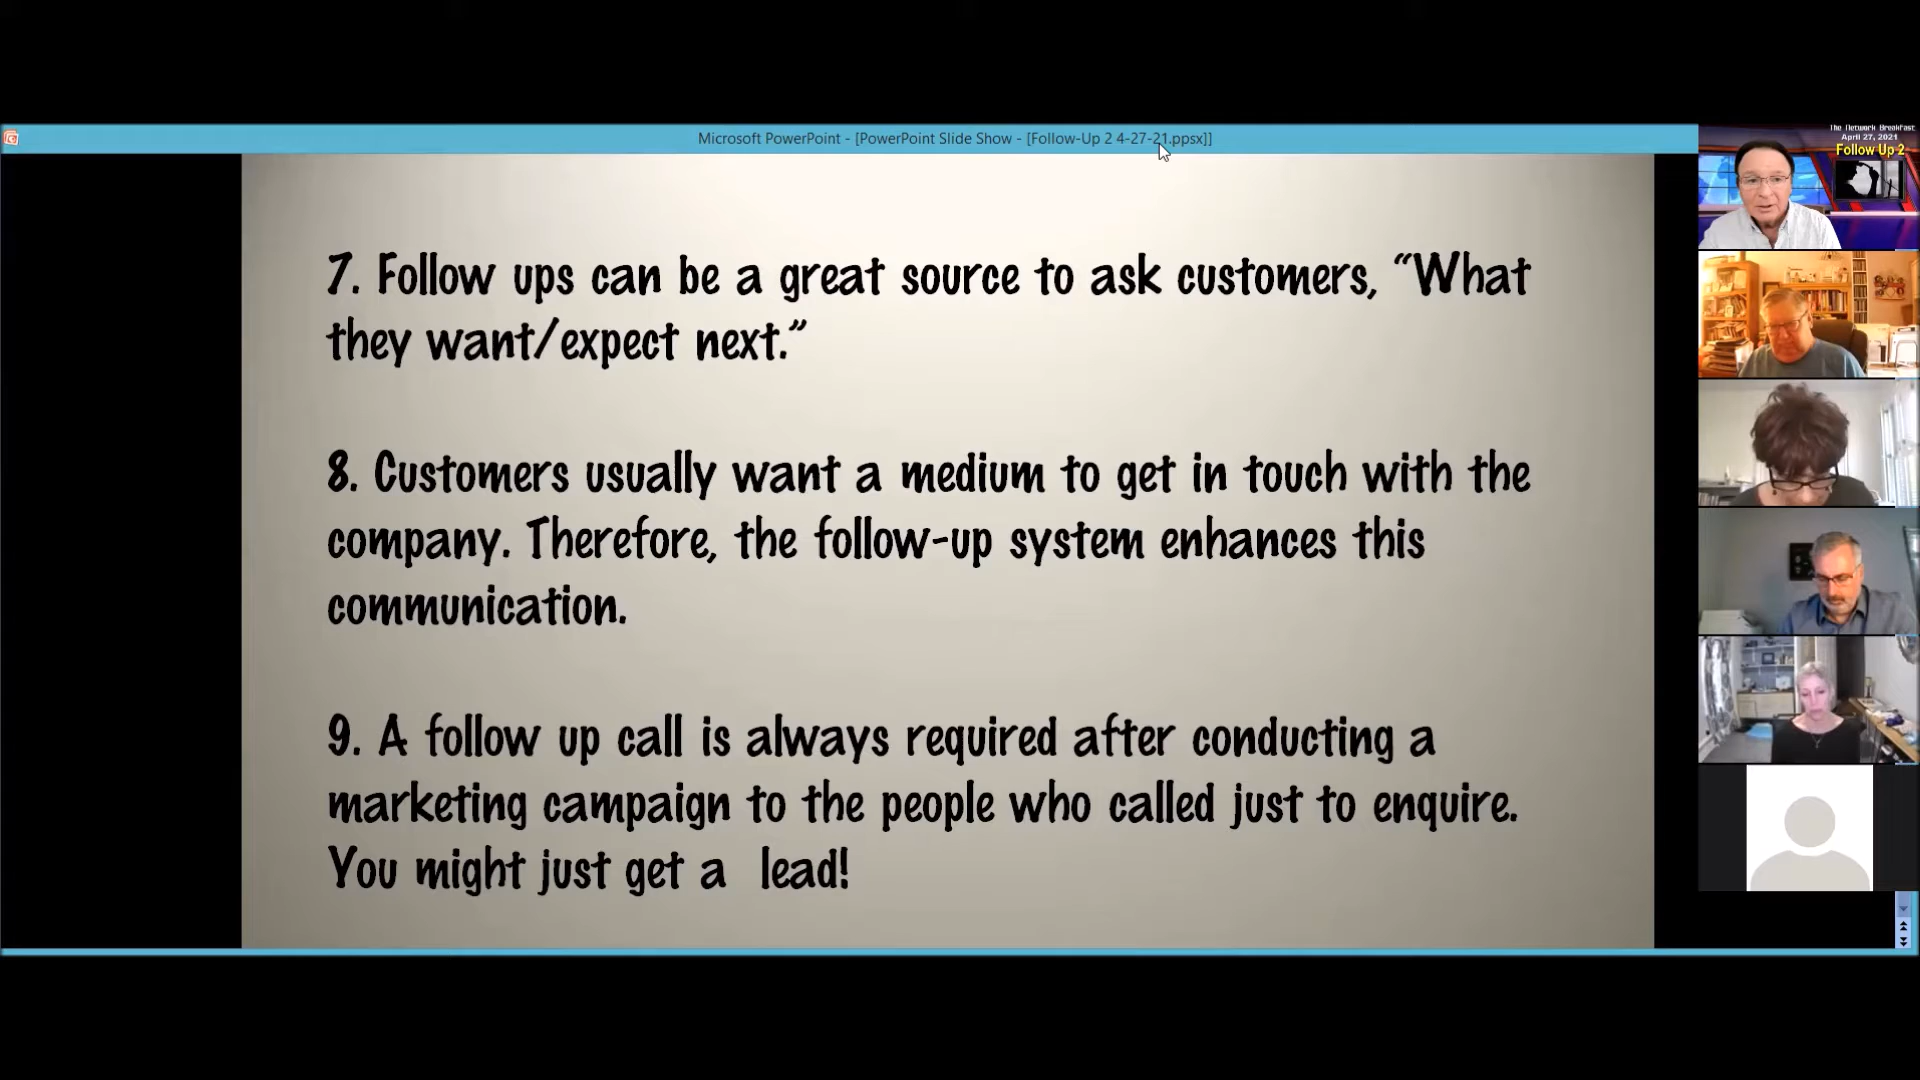 Microsoft PowerPoint - [PowerPoint Slide Show - [Follow-Up 2 4-27-21.ppsx]]
The Network Breakfast
April 27, 2021
Follow Up 2
7. Follow ups can be a great source to ask customers, “What
they want/expect next.”
8. Customers usually want a medium to get in touch with the
company. Therefore, the follow-up system enhances this
communication.
9. A follow up call is always required after conducting a
marketing campaign to the people who called just to enquire.
You might just get a lead!